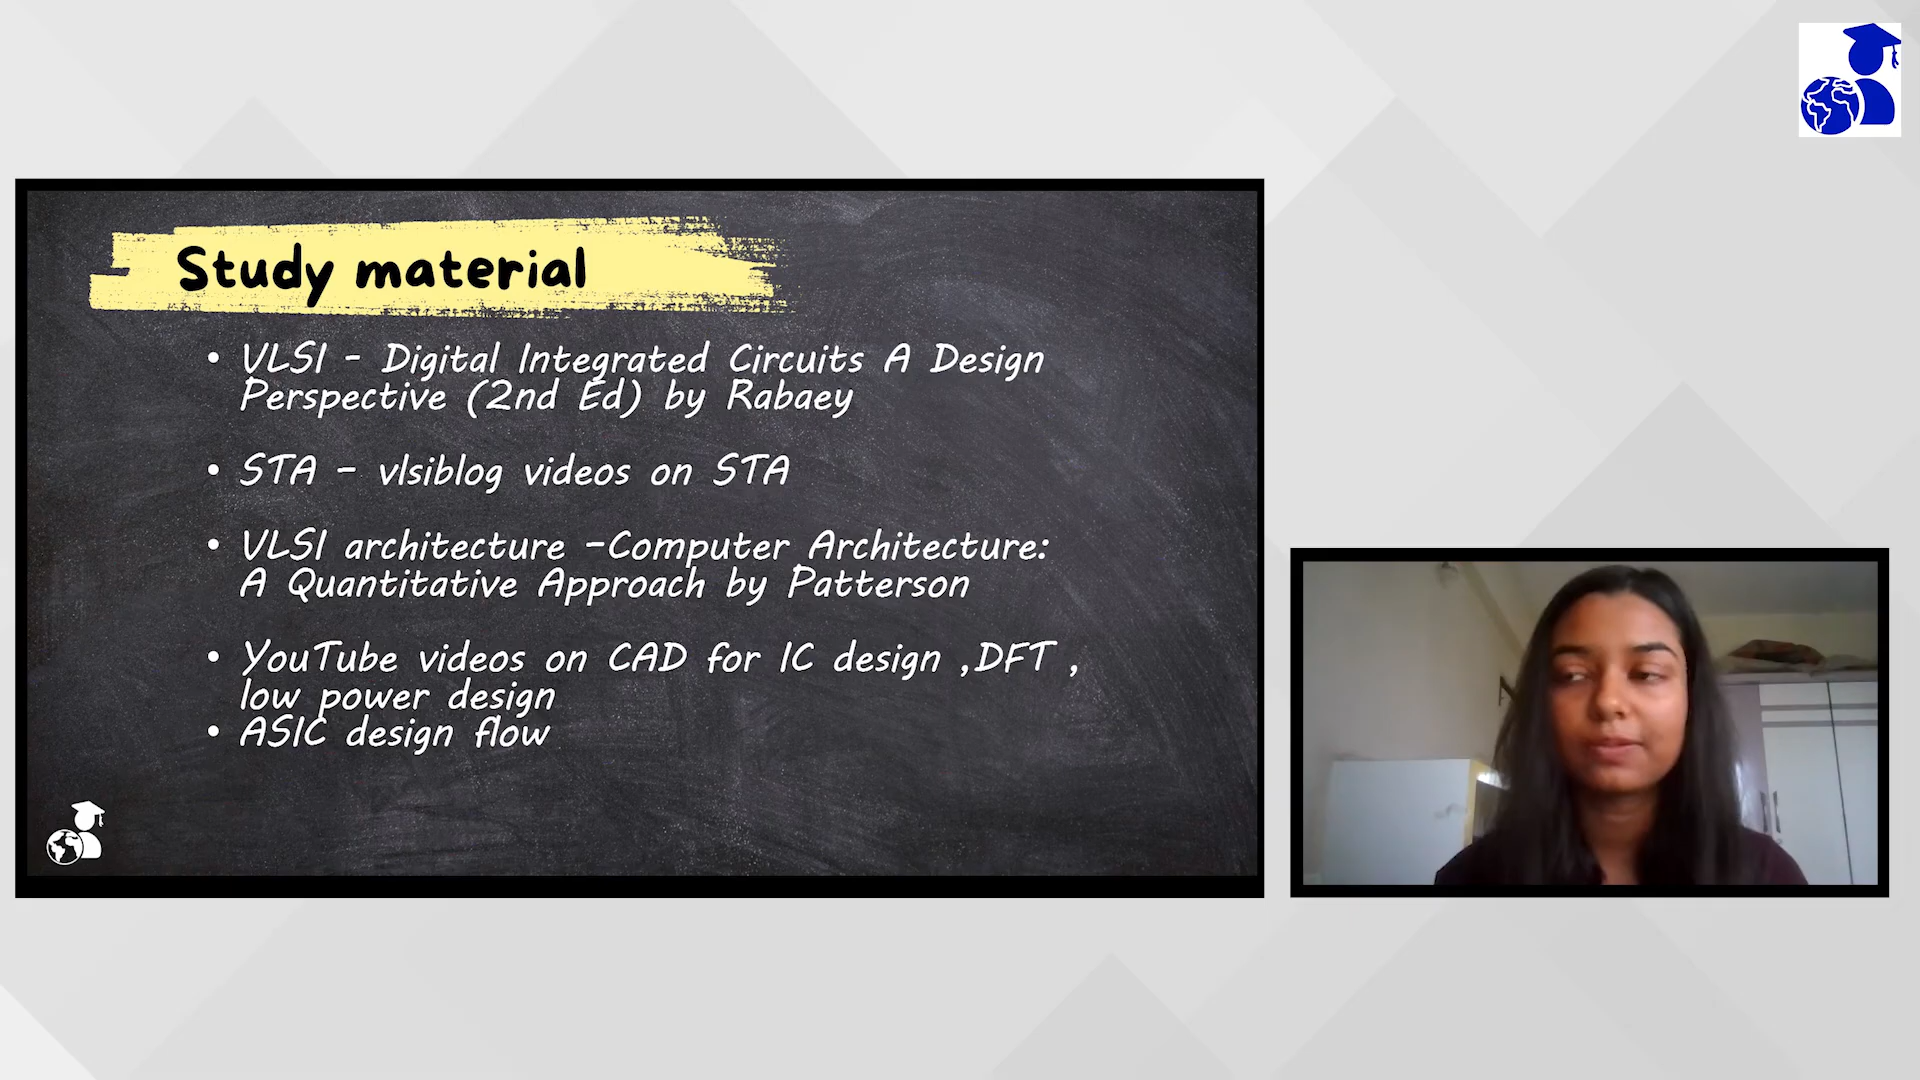 Study material
• VLSI - Digital Integrated Circuits A Design
Perspective (2nd Ed) by Rabaey
• STA - vlsiblog videos on STA
• VLSI architecture -Computer Architecture:
A Quantitative Approach by Patterson
• YouTube videos on CAD for IC design ,DFT ,
low power design
• ASIC design flow